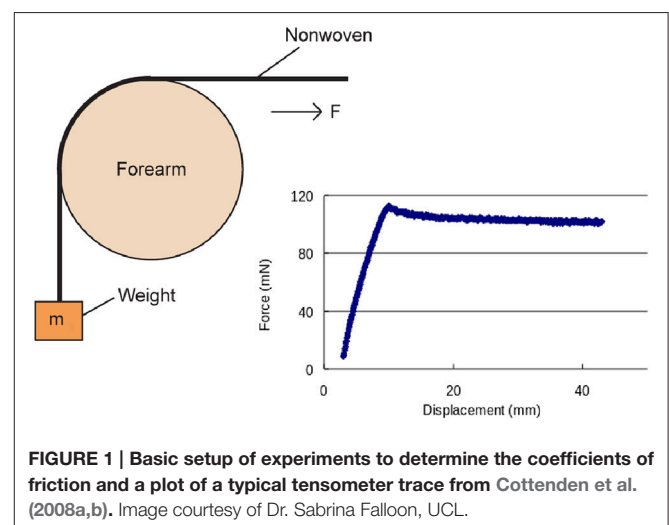 Nonwoven
F
Forearm
Weight
m
120
80
40
0
Force (mN)
0
20
40
Displacement (mm)
FIGURE 1 | Basic setup of experiments to determine the coefficients of
friction and a plot of a typical tensometer trace from Cottenden et al.
(2008a,b). Image courtesy of Dr. Sabrina Falloon, UCL.